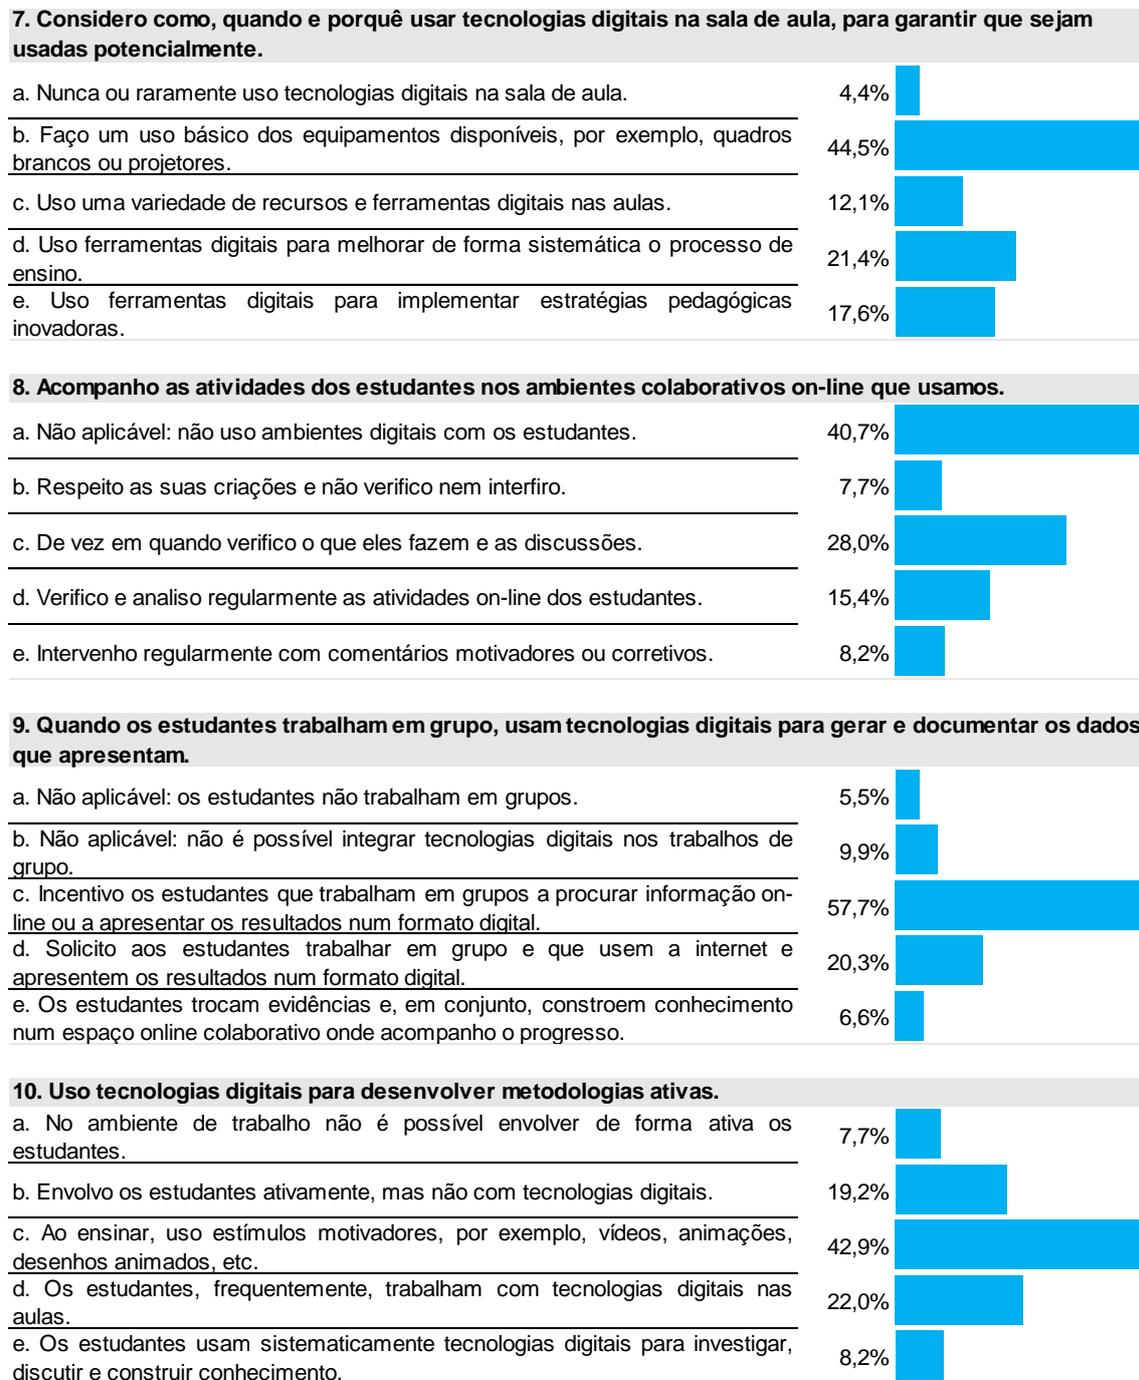 7. Considero como, quando e porquê usar tecnologias digitais na sala de aula, para garantir que sejam
usadas potencialmente.
a. Nunca ou raramente uso tecnologias digitais na sala de aula. 4,4%
b. Faço um uso básico dos equipamentos disponíveis, por exemplo, quadros
brancos ou projetores. 44,5%
c. Uso uma variedade de recursos e ferramentas digitais nas aulas. 12,1%
d. Uso ferramentas digitais para melhorar de forma sistemática o processo de
ensino. 21,4%
e. Uso ferramentas digitais para implementar estratégias pedagógicas
inovadoras. 17,6%
8. Acompanho as atividades dos estudantes nos ambientes colaborativos on-line que usamos.
a. Não aplicável: não uso ambientes digitais com os estudantes. 40,7%
b. Respeito as suas criações e não verifico nem interfiro. 7,7%
c. De vez em quando verifico o que eles fazem e as discussões. 28,0%
d. Verifico e analiso regularmente as atividades on-line dos estudantes. 15,4%
e. Intervenho regularmente com comentários motivadores ou corretivos. 8,2%
9. Quando os estudantes trabalham em grupo, usam tecnologias digitais para gerar e documentar os dados
que apresentam.
a. Não aplicável: os estudantes não trabalham em grupos. 5,5%
b. Não aplicável: não é possível integrar tecnologias digitais nos trabalhos de
grupo. 9,9%
c. Incentivo os estudantes que trabalham em grupos a procurar informação on-
line ou a apresentar os resultados num formato digital. 57,7%
d. Solicito aos estudantes trabalhar em grupo e que usem a internet e
apresentem os resultados num formato digital. 20,3%
e. Os estudantes trocam evidências e, em conjunto, constroem conhecimento
num espaço online colaborativo onde acompanho o progresso. 6,6%
10. Uso tecnologias digitais para desenvolver metodologias ativas.
a. No ambiente de trabalho não é possível envolver de forma ativa os
estudantes. 7,7%
b. Envolvo os estudantes ativamente, mas não com tecnologias digitais. 19,2%
c. Ao ensinar, uso estímulos motivadores, por exemplo, vídeos, animações,
desenhos animados, etc. 42,9%
d. Os estudantes, frequentemente, trabalham com tecnologias digitais nas
aulas. 22,0%
e. Os estudantes usam sistematicamente tecnologias digitais para investigar,
discutir e construir conhecimento. 8,2%